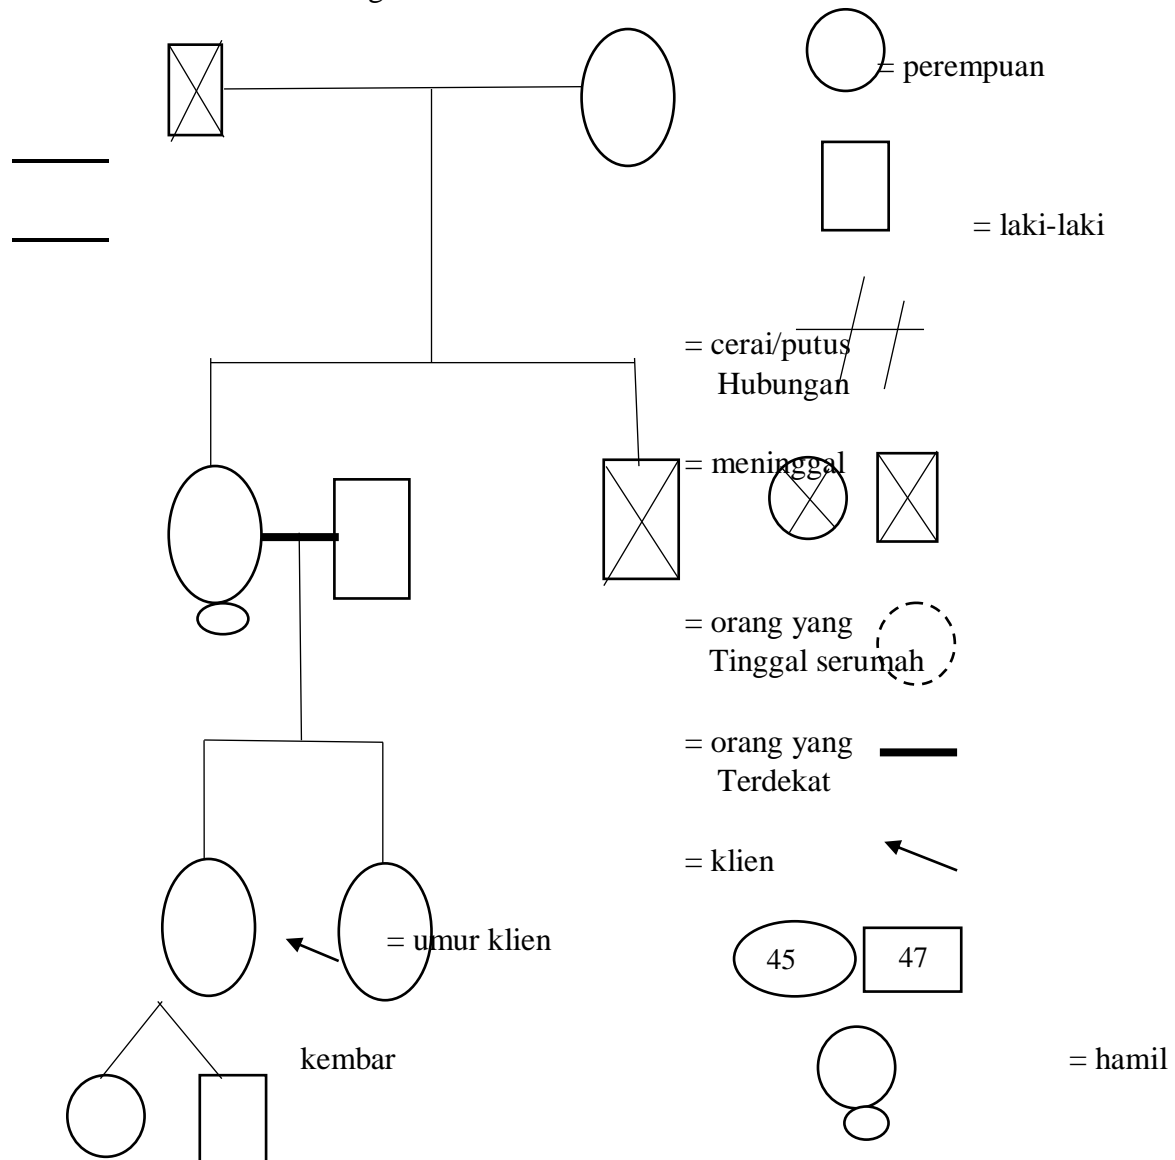 = perempuan
= laki-laki
= cerai/putus
Hubungan
= meninggal
= orang yang
Tinggal serumah
= orang yang
Terdekat
= klien
= umur klien
45
47
kembar
= hamil